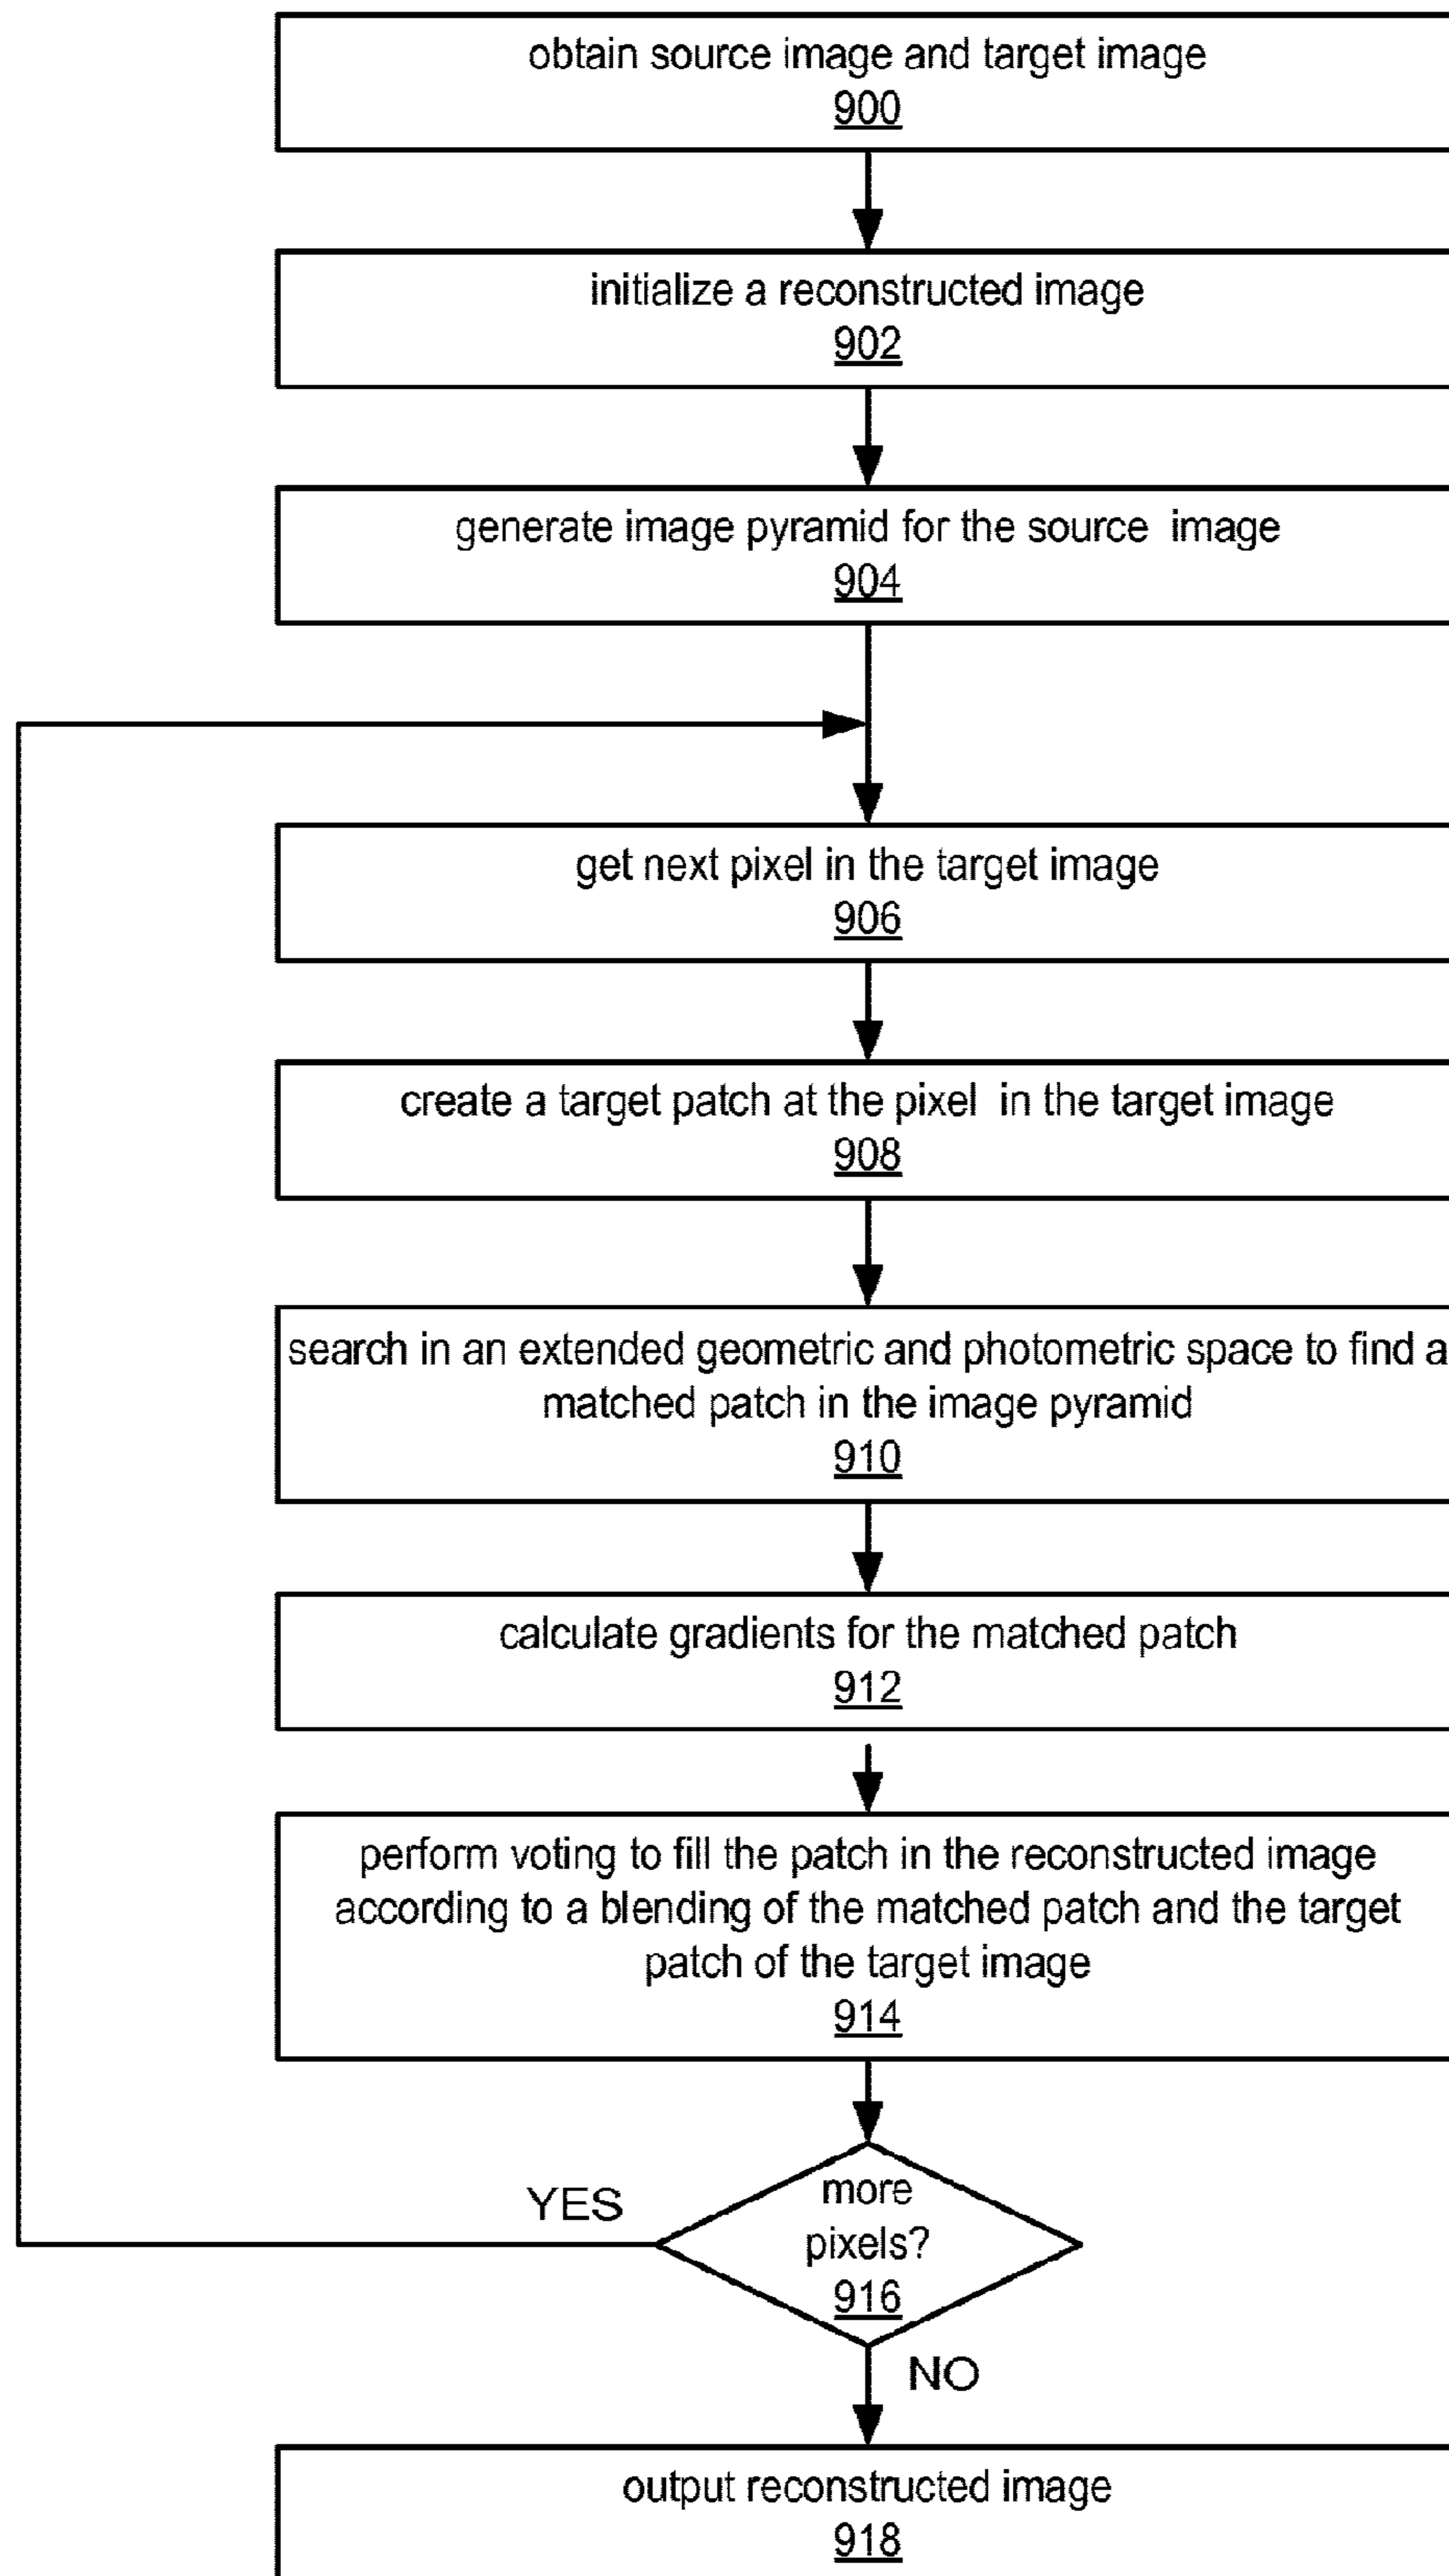 obtain source image and target image
900
initialize a reconstructed image
902
generate image pyramid for the source image
904
get next pixel in the target image
906
create a target patch at the pixel in the target image
908
search in an extended geometric and photometric space to find a
matched patch in the image pyramid
910
calculate gradients for the matched patch
912
perform voting to fill the patch in the reconstructed image
according to a blending of the matched patch and the target
patch of the target image
914
YES
more
pixels?
916
NO
output reconstructed image
918